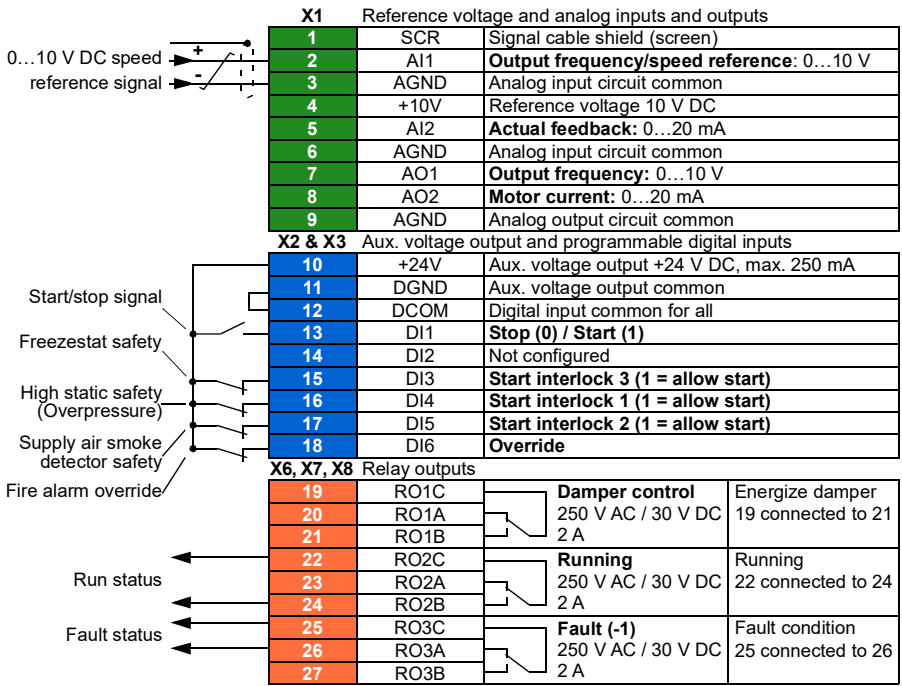 X1 Reference voltage and analog inputs and outputs
1 SCR Signal cable shield (screen)
0…10 V DC speed + 2 AI1 Output frequency/speed reference: 0…10 V
reference signal - 3 AGND Analog input circuit common
4 +10V Reference voltage 10 V DC
5 AI2 Actual feedback: 0…20 mA
6 AGND Analog input circuit common
7 AO1 Output frequency: 0…10 V
8 AO2 Motor current: 0…20 mA
9 AGND Analog output circuit common
X2 & X3 Aux. voltage output and programmable digital inputs
10 +24V Aux. voltage output +24 V DC, max. 250 mA
11 DGND Aux. voltage output common
Start/stop signal
12 DCOM Digital input common for all
13 DI1 Stop (0) / Start (1)
Freezestat safety
14 DI2 Not configured
15 DI3 Start interlock 3 (1 = allow start)
High static safety
(Overpressure)
16 DI4 Start interlock 1 (1 = allow start)
17 DI5 Start interlock 2 (1 = allow start)
Supply air smoke
detector safety
18 DI6 Override
X6, X7, X8 Relay outputs
Fire alarm override
19 RO1C Damper control Energize damper
20 RO1A 250 V AC / 30 V DC 19 connected to 21
21 RO1B 2 A
22 RO2C Running Running
Run status
23 RO2A 250 V AC / 30 V DC 22 connected to 24
24 RO2B 2 A
25 RO3C Fault (-1) Fault condition
Fault status
26 RO3A 250 V AC / 30 V DC 25 connected to 26
27 RO3B 2 A